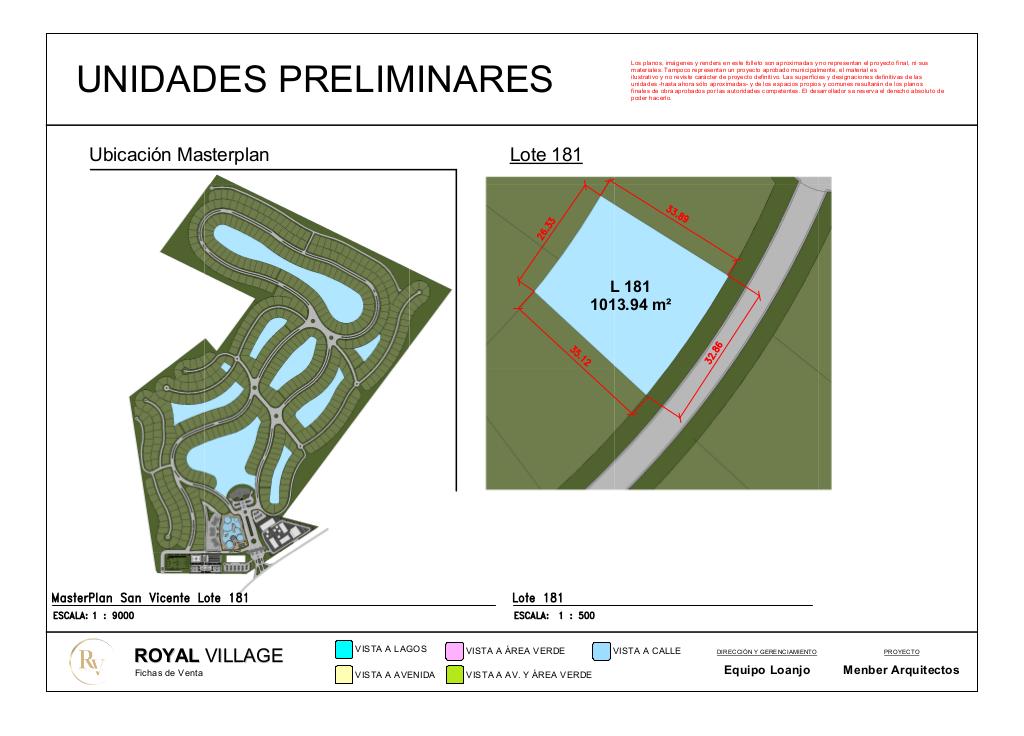 UNIDADES PRELIMINARES
Los planos, imágenes y renders en este folleto son aproximadas y no representan el proyecto final, ni sus
materiales. Tampoco representan un proyecto aprobado municipalmente, el material es
ilustrativo y no reviste carácter de proyecto definitivo. Las superficies y designaciones definitivas de las
unidades -hasta ahora sólo aproximadas- y de los espacios propios y comunes resultarán de los planos
finales de obra aprobados por las autoridades competentes. El desarrollador se reserva el derecho absoluto de
poder hacerlo.
Ubicación Masterplan
Lote 181
26.53
33.89
L 181
1013.94 m²
35.12
32.86
MasterPlan San Vicente Lote 181
ESCALA: 1 : 9000
Lote 181
ESCALA: 1 : 500
RV
ROYAL VILLAGE
Fichas de Venta
VISTA A LAGOS
VISTA A ÁREA VERDE
VISTA A CALLE
VISTA A AVENIDA
VISTA A AV. Y ÁREA VERDE
DIRECCIÓN Y GERENCIAMIENTO
Equipo Loanjo
PROYECTO
Menber Arquitectos